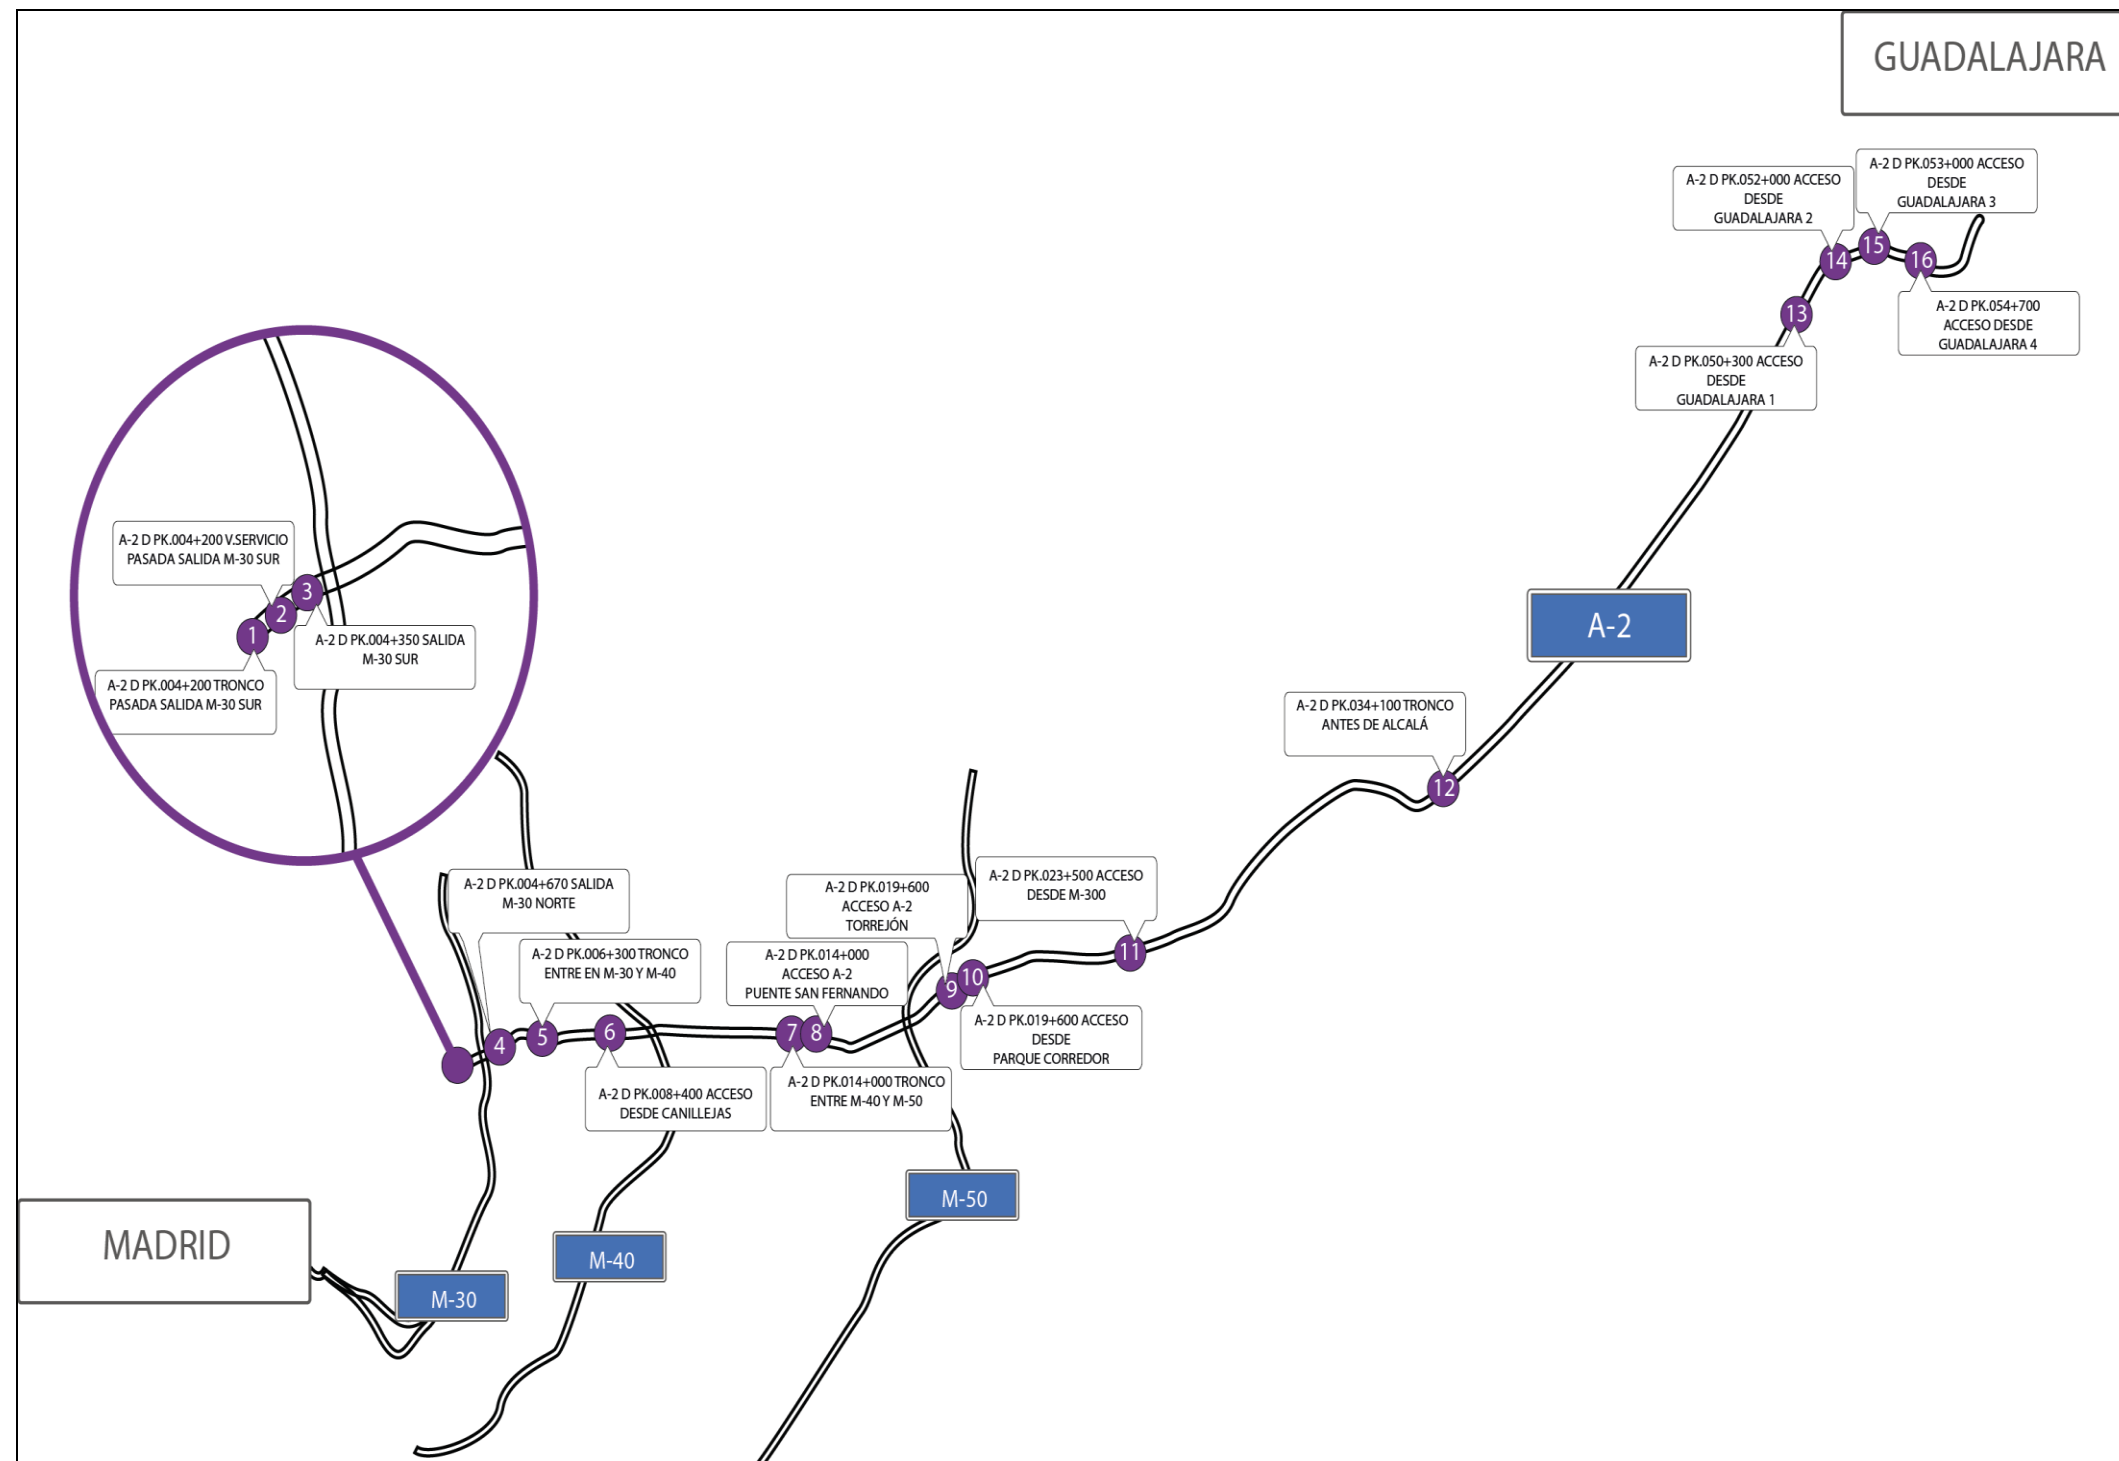 GUADALAJARA
A-2 D PK.053+000 ACCESO
DESDE
GUADALAJARA 3
A-2 D PK.052+000 ACCESO
DESDE
GUADALAJARA 2
15
14
16
A-2 D PK.054+700
ACCESO DESDE
GUADALAJARA 4
13
A-2 D PK.050+300 ACCESO
DESDE
GUADALAJARA 1
A-2 D PK.004+200 V.SERVICIO
PASADA SALIDA M-30 SUR
3
2
1
A-2 D PK.004+350 SALIDA
M-30 SUR
A-2 D PK.004+200 TRONCO
PASADA SALIDA M-30 SUR
A-2
A-2 D PK.034+100 TRONCO
ANTES DE ALCALÁ
12
A-2 D PK.004+670 SALIDA
M-30 NORTE
A-2 D PK.019+600
ACCESO A-2
TORREJÓN
A-2 D PK.023+500 ACCESO
DESDE M-300
11
A-2 D PK.006+300 TRONCO
ENTRE EN M-30 Y M-40
A-2 D PK.014+000
ACCESO A-2
PUENTE SAN FERNANDO
10
9
4
5
6
7
8
A-2 D PK.019+600 ACCESO
DESDE
PARQUE CORREDOR
A-2 D PK.008+400 ACCESO
DESDE CANILLEJAS
A-2 D PK.014+000 TRONCO
ENTRE M-40 Y M-50
M-50
MADRID
M-40
M-30